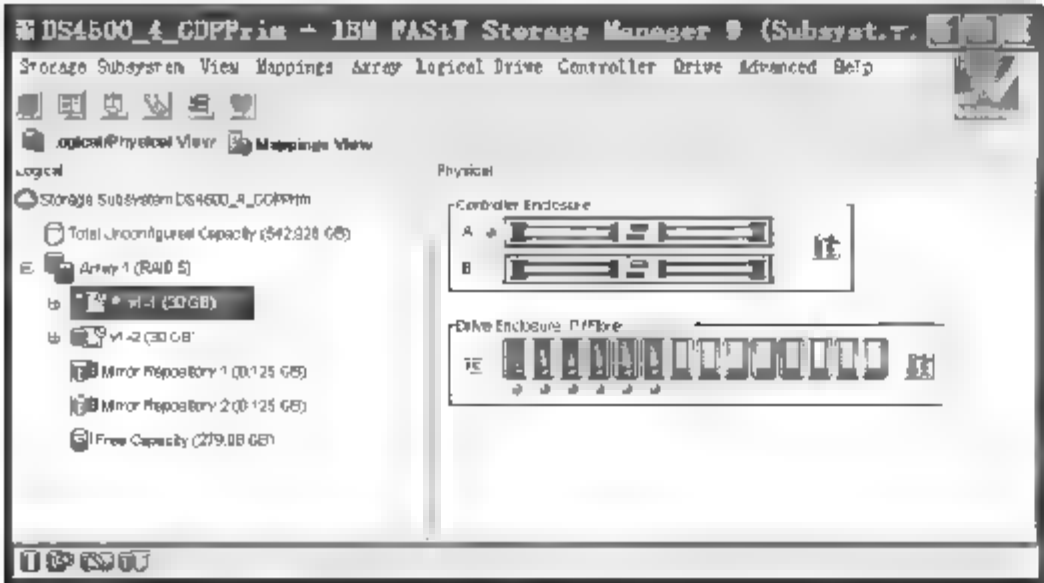 DS4500_4_GDPPrim - IBM FAStT Storage Manager 9 (Subsyst.
Storage Subsystem View Mappings Array Logical Drive Controller Drive Advanced Help
Logical/Physical View Mappings View
Logical
Storage Subsystem DS4500_4_GDPPrim
Total Unconfigured Capacity (542.928 GB)
Array 1 (RAID 5)
(30 GB)
(30 GB)
Mirror Repository 1 (0.125 GB)
Mirror Repository 2 (0.125 GB)
Free Capacity (279.08 GB)
Physical
Controller Enclosure
A
B
Drive Enclosure